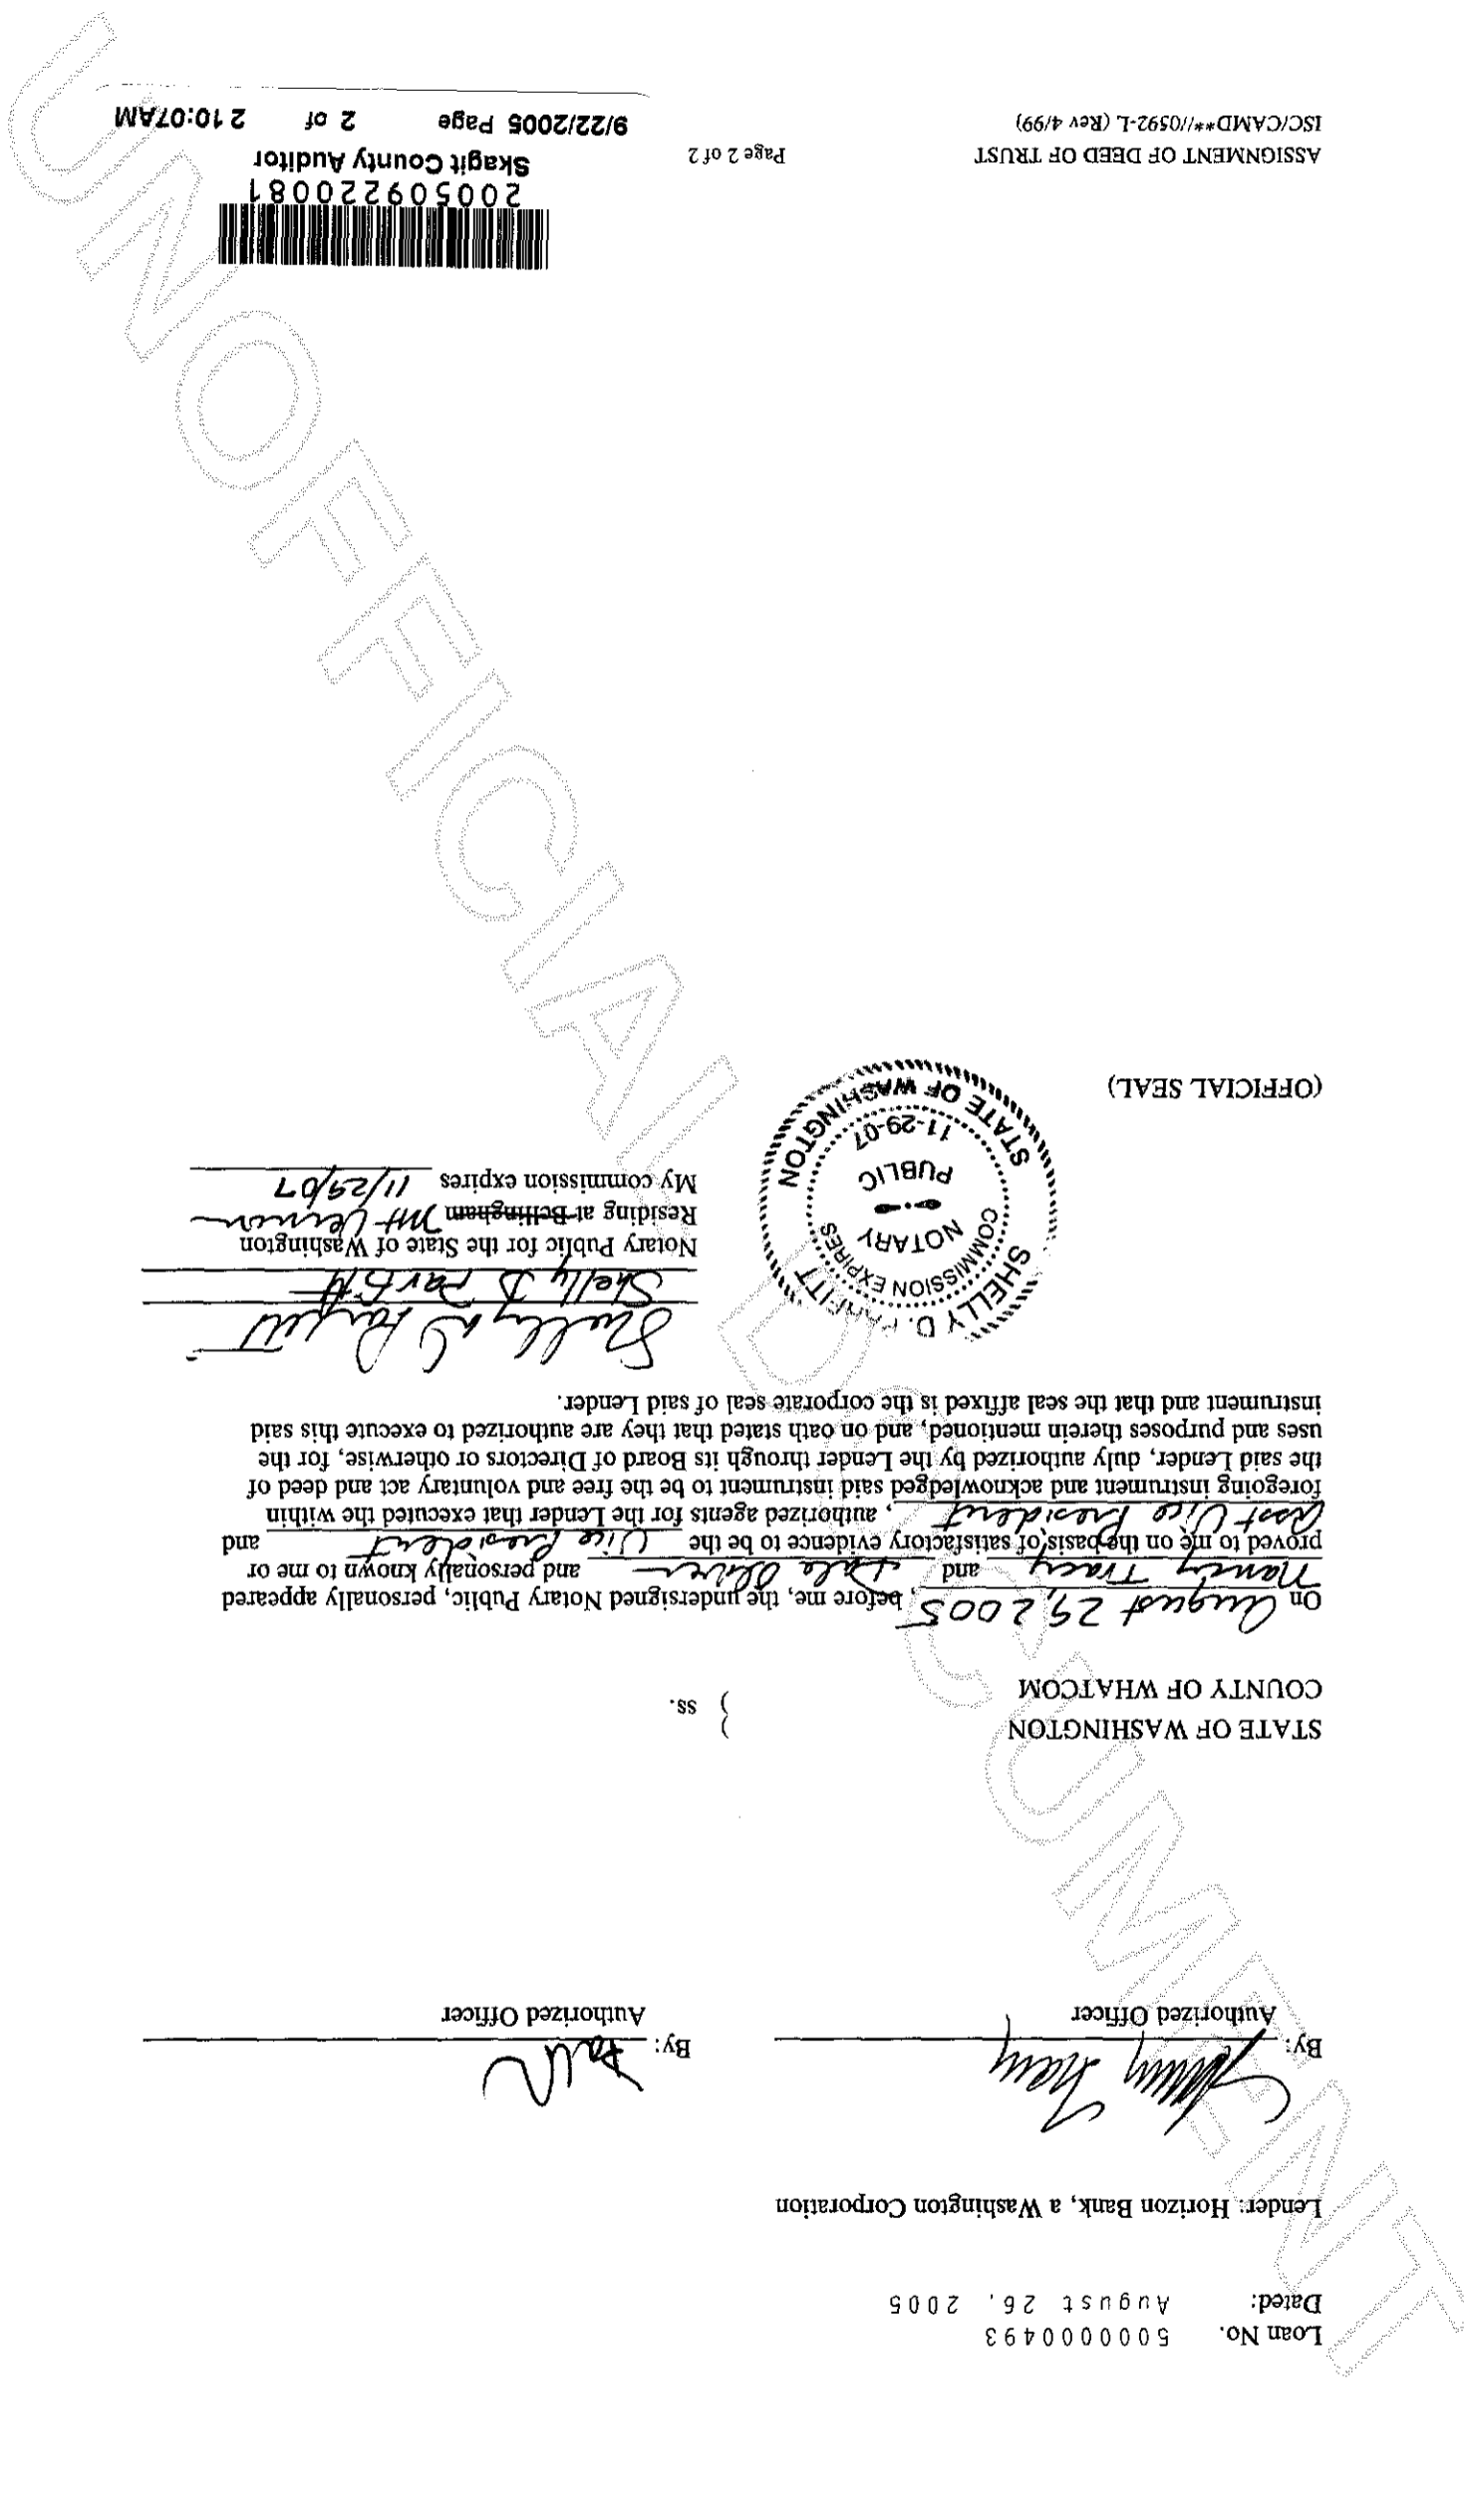 Loan No. 5000000493
Dated: August 26, 2005
Lender: Horizon Bank, a Washington Corporation
By: By:
Authorized Officer Authorized Officer
STATE OF WASHINGTON
COUNTY OF WHATCOM } ss.
On August 29, 2005, before me, the undersigned Notary Public, personally appeared
Nancy Tracy and Dale Oliver and personally known to me or
proved to me on the basis of satisfactory evidence to be the Vice President and
Asst Vice President, authorized agents for the Lender that executed the within
foregoing instrument and acknowledged said instrument to be the free and voluntary act and deed of
the said Lender, duly authorized by the Lender through its Board of Directors or otherwise, for the
uses and purposes therein mentioned, and on oath stated that they are authorized to execute this said
instrument and that the seal affixed is the corporate seal of said Lender.
Shelly D Parfitt
Shelly D Parfitt
Notary Public for the State of Washington
Residing at Bellingham Mt Vernon
My commission expires 11/29/07
SHELLY D. PARFITT
COMMISSION EXPIRES
NOTARY
PUBLIC
11-29-07
STATE OF WASHINGTON
(OFFICIAL SEAL)
200509220081
Skagit County Auditor
9/22/2005 Page 2 of 2 10:07AM
ASSIGNMENT OF DEED OF TRUST Page 2 of 2
ISC/CAMD**//0592-L (Rev 4/99)
UNOFFICIAL DOCUMENT